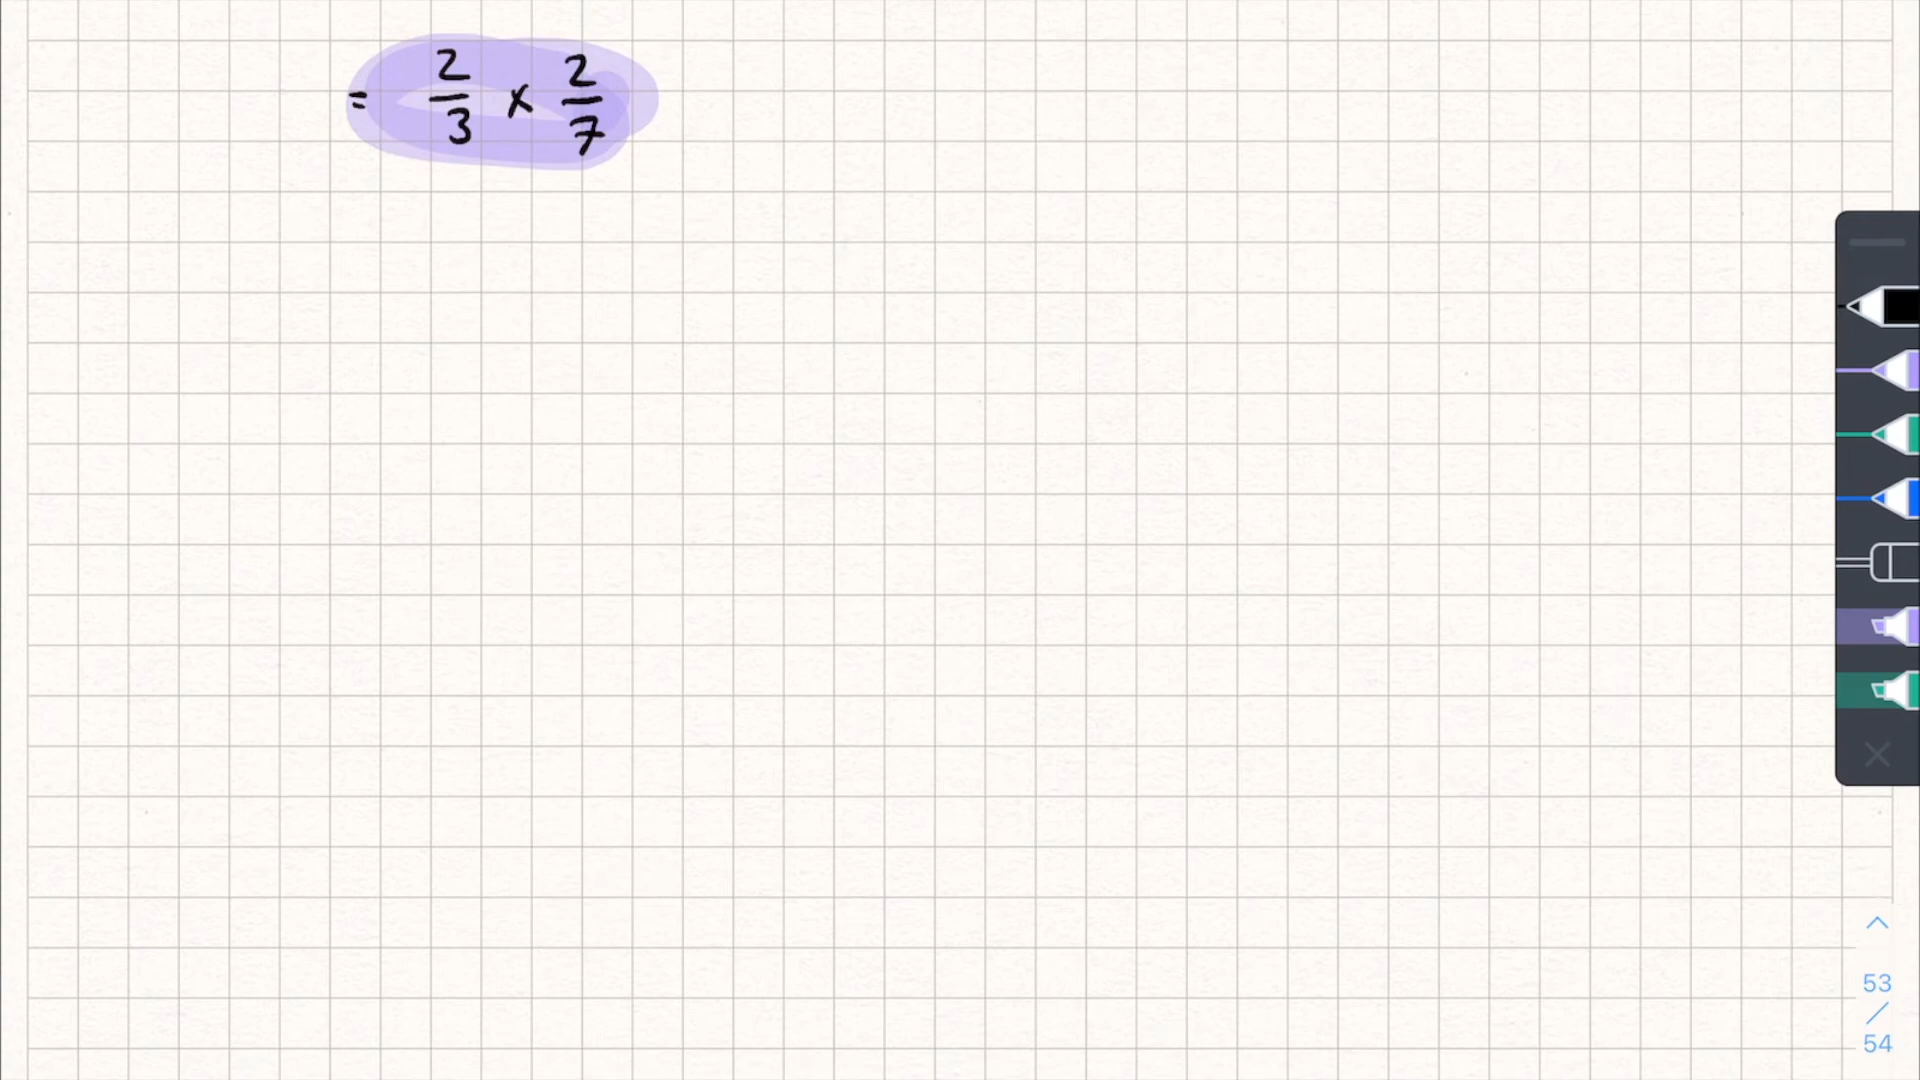 = 2/3 × 2/7
53
/
54